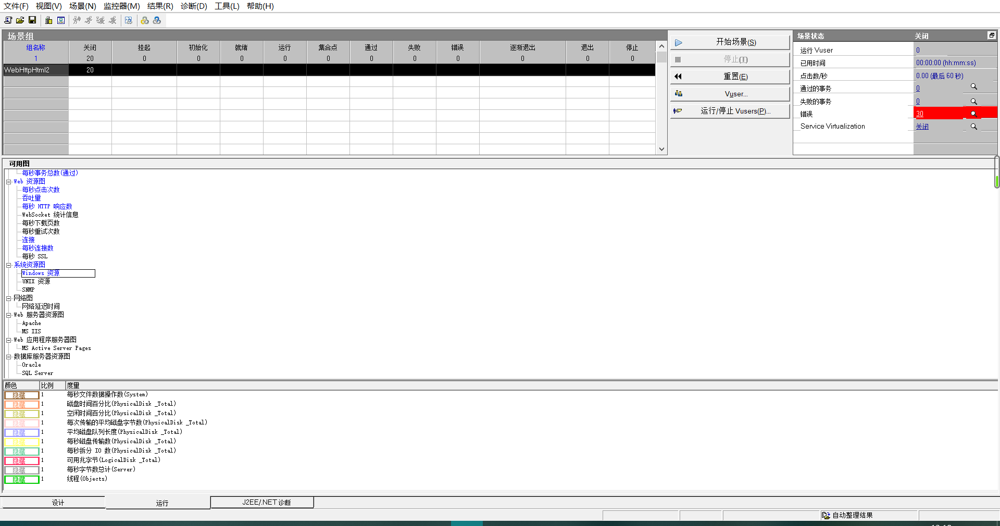 文件(F) 视图(V) 场景(N) 监控器(M) 结果(R) 诊断(D) 工具(L) 帮助(H)
场景组
组名称 关闭 挂起 初始化 就绪 运行 集合点 通过 失败 错误 逐渐退出 退出 停止
1 20 0 0 0 0 0 0 0 0 0 0 0
WebHttpHtml2 20
开始场景(S)
停止(T)
重置(E)
Vuser...
运行/停止 Vusers(P)...
场景状态 关闭
运行 Vuser 0
已用时间 00:00:00 (hh:mm:ss)
点击数/秒 0.00 (最后 60 秒)
通过的事务 0
失败的事务 0
错误 30
Service Virtualization 关闭
可用图
每秒事务总数(通过)
Web 资源图
每秒点击次数
吞吐量
每秒 HTTP 响应数
WebSocket 统计信息
每秒下载页数
每秒重试次数
连接
每秒连接数
每秒 SSL
系统资源图
Windows 资源
UNIX 资源
SNMP
网络图
网络延迟时间
Web 服务器资源图
Apache
MS IIS
Web 应用程序服务器图
MS Active Server Pages
数据库服务器资源图
Oracle
SQL Server
颜色 比例 度量
隐藏 1 每秒文件数据操作数(System)
隐藏 1 磁盘时间百分比(PhysicalDisk _Total)
隐藏 1 空闲时间百分比(PhysicalDisk _Total)
隐藏 1 每次传输的平均磁盘字节数(PhysicalDisk _Total)
隐藏 1 平均磁盘队列长度(PhysicalDisk _Total)
隐藏 1 每秒磁盘传输数(PhysicalDisk _Total)
隐藏 1 每秒拆分 IO 数(PhysicalDisk _Total)
隐藏 1 可用兆字节(LogicalDisk _Total)
隐藏 1 每秒字节数总计(Server)
隐藏 1 线程(Objects)
设计 运行 J2EE/.NET 诊断
自动整理结果